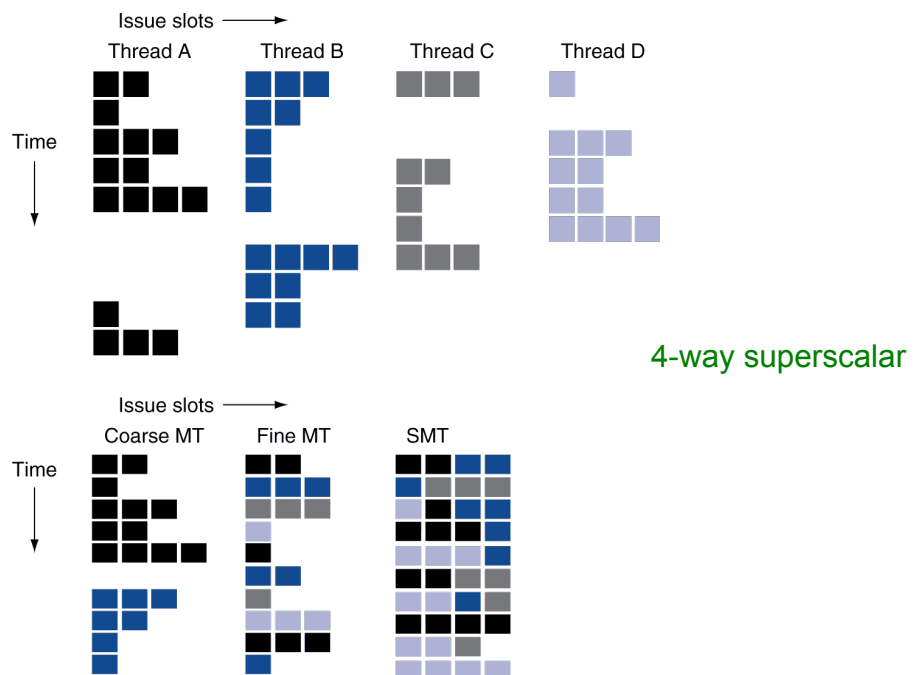 Issue slots
Thread A Thread B Thread C Thread D
Time
4-way superscalar
Issue slots
Coarse MT Fine MT SMT
Time